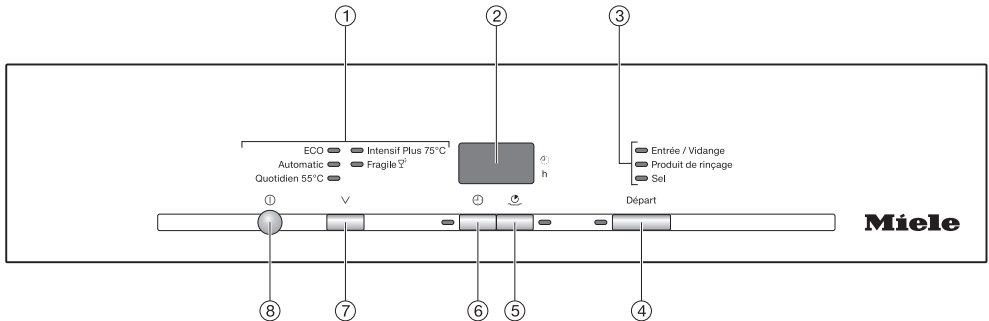 1 2 3
ECO Intensif Plus 75°C
Automatic Fragile
Quotidien 55°C
h
Entrée / Vidange
Produit de rinçage
Sel
Départ
Miele
8 7 6 5 4